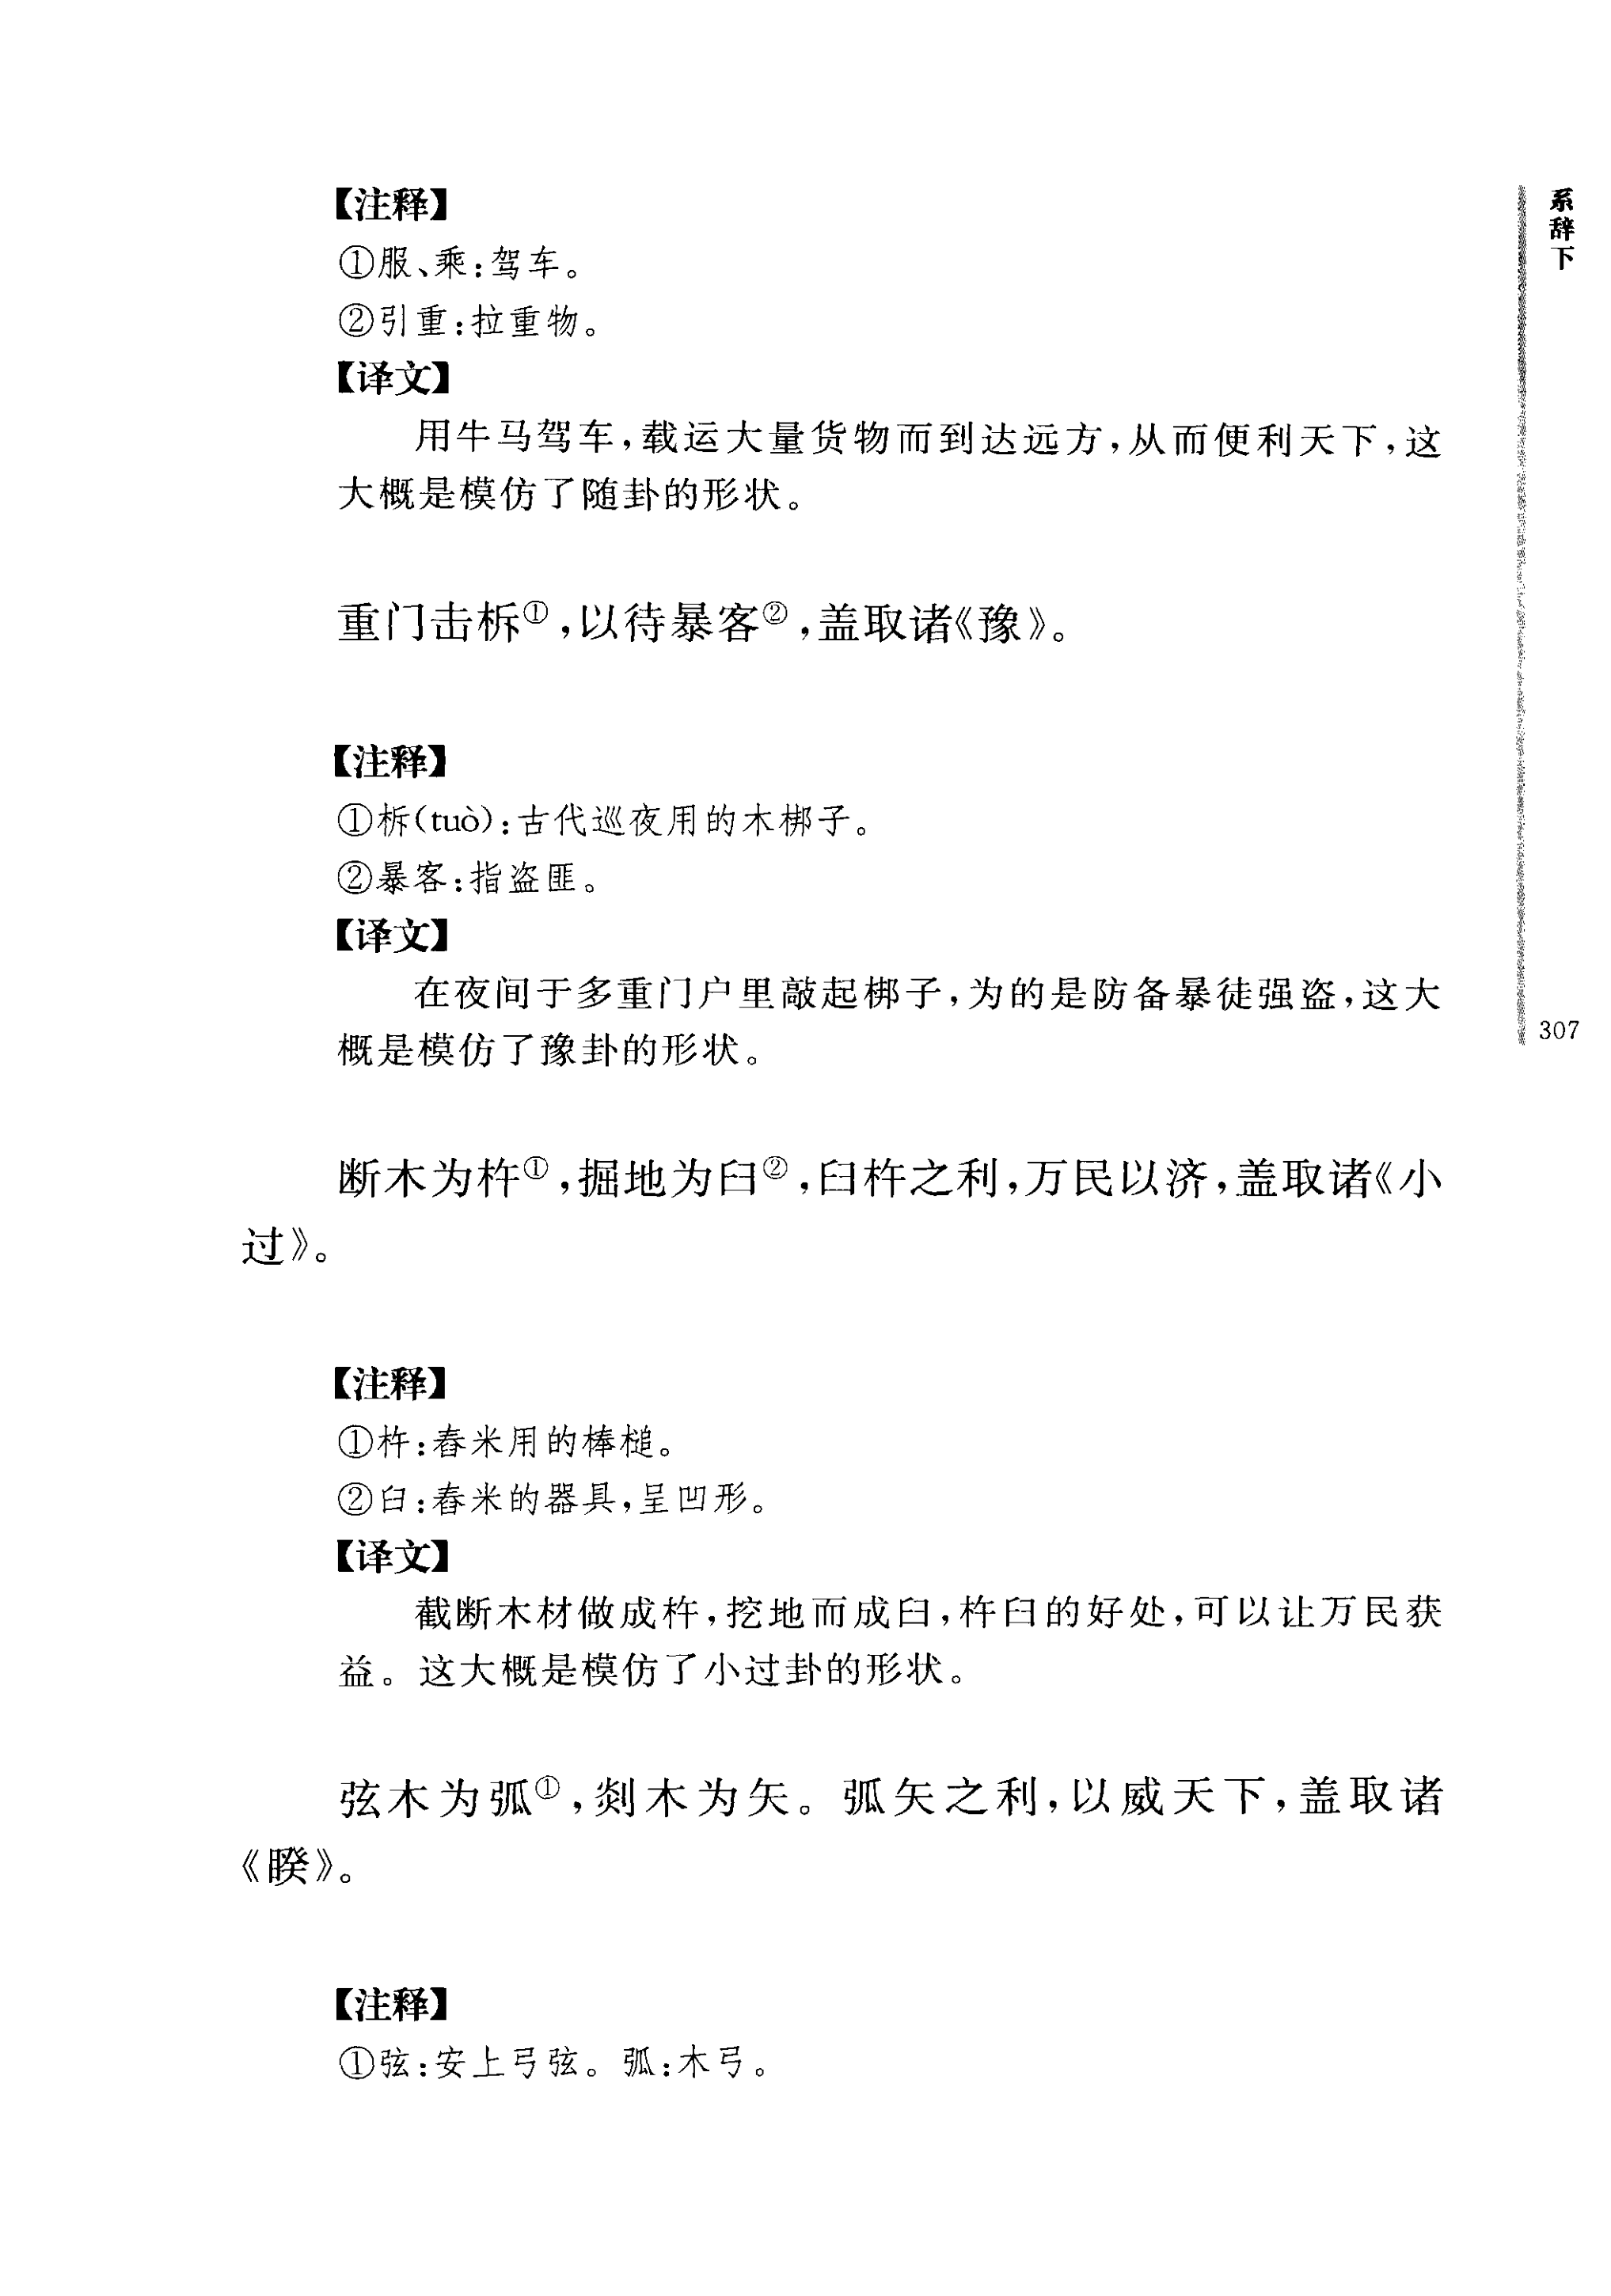 系辞下
【注释】
①服、乘：驾车。
②引重：拉重物。
【译文】
用牛马驾车，载运大量货物而到达远方，从而便利天下，这
大概是模仿了随卦的形状。
重门击柝①，以待暴客②，盖取诸《豫》。
【注释】
①柝(tuò)：古代巡夜用的木梆子。
②暴客：指盗匪。
【译文】
在夜间于多重门户里敲起梆子，为的是防备暴徒强盗，这大
概是模仿了豫卦的形状。
307
断木为杵①，掘地为臼②，臼杵之利，万民以济，盖取诸《小
过》。
【注释】
①杵：舂米用的棒槌。
②臼：舂米的器具，呈凹形。
【译文】
截断木材做成杵，挖地而成臼，杵臼的好处，可以让万民获
益。这大概是模仿了小过卦的形状。
弦木为弧①，剡木为矢。弧矢之利，以威天下，盖取诸
《睽》。
【注释】
①弦：安上弓弦。弧：木弓。